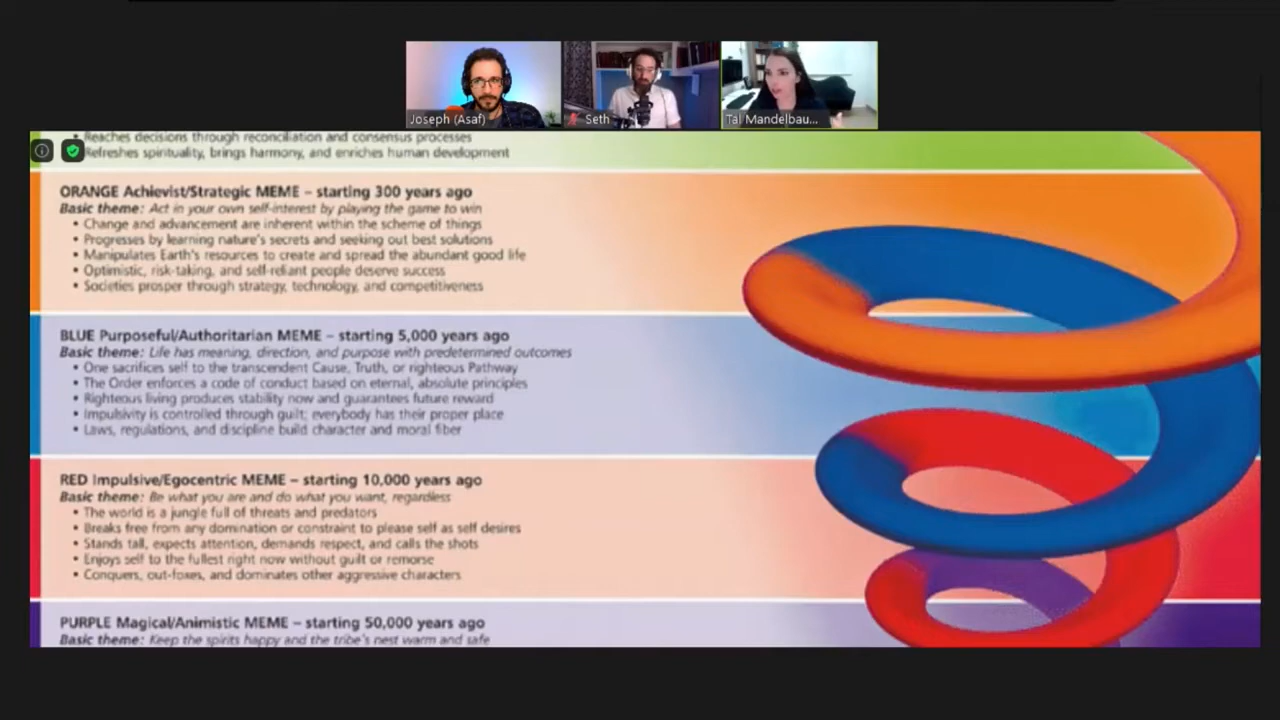 Joseph (Asaf)
Seth
Tal Mandelbau...
• Reaches decisions through reconciliation and consensus processes
Refreshes spirituality, brings harmony, and enriches human development
ORANGE Achievist/Strategic MEME – starting 300 years ago
Basic theme: Act in your own self-interest by playing the game to win
• Change and advancement are inherent within the scheme of things
• Progresses by learning nature's secrets and seeking out best solutions
• Manipulates Earth's resources to create and spread the abundant good life
• Optimistic, risk-taking, and self-reliant people deserve success
• Societies prosper through strategy, technology, and competitiveness
BLUE Purposeful/Authoritarian MEME – starting 5,000 years ago
Basic theme: Life has meaning, direction, and purpose with predetermined outcomes
• One sacrifices self to the transcendent Cause, Truth, or righteous Pathway
• The Order enforces a code of conduct based on eternal, absolute principles
• Righteous living produces stability now and guarantees future reward
• Impulsivity is controlled through guilt; everybody has their proper place
• Laws, regulations, and discipline build character and moral fiber
RED Impulsive/Egocentric MEME – starting 10,000 years ago
Basic theme: Be what you are and do what you want, regardless
• The world is a jungle full of threats and predators
• Breaks free from any domination or constraint to please self as self desires
• Stands tall, expects attention, demands respect, and calls the shots
• Enjoys self to the fullest right now without guilt or remorse
• Conquers, out-foxes, and dominates other aggressive characters
PURPLE Magical/Animistic MEME – starting 50,000 years ago
Basic theme: Keep the spirits happy and the tribe's nest warm and safe